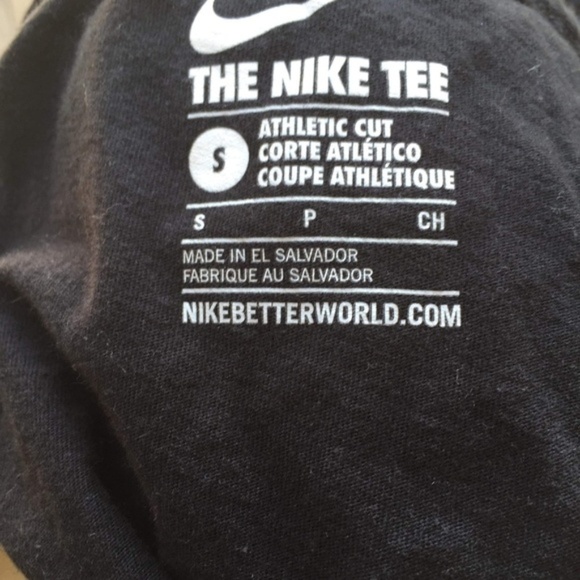 THE NIKE TEE
S
ATHLETIC CUT
CORTE ATLÉTICO
COUPE ATHLÉTIQUE
S P CH
MADE IN EL SALVADOR
FABRIQUE AU SALVADOR
NIKEBETTERWORLD.COM